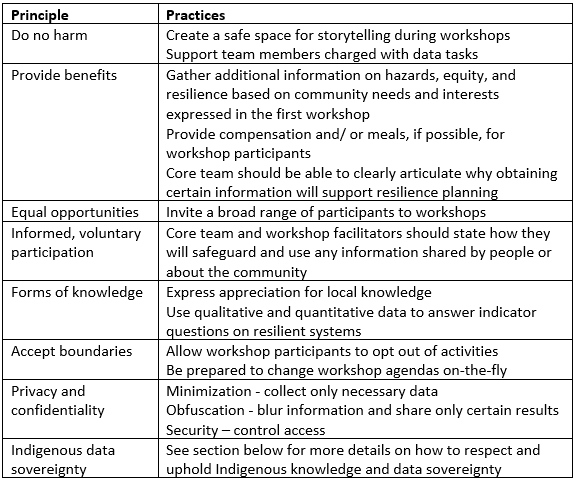 Principle Practices
Do no harm Create a safe space for storytelling during workshops
Support team members charged with data tasks
Provide benefits Gather additional information on hazards, equity, and
resilience based on community needs and interests
expressed in the first workshop
Provide compensation and/ or meals, if possible, for
workshop participants
Core team should be able to clearly articulate why obtaining
certain information will support resilience planning
Equal opportunities Invite a broad range of participants to workshops
Informed, voluntary Core team and workshop facilitators should state how they
participation will safeguard and use any information shared by people or
about the community
Forms of knowledge Express appreciation for local knowledge
Use qualitative and quantitative data to answer indicator
questions on resilient systems
Accept boundaries Allow workshop participants to opt out of activities
Be prepared to change workshop agendas on-the-fly
Privacy and Minimization - collect only necessary data
confidentiality Obfuscation - blur information and share only certain results
Security – control access
Indigenous data See section below for more details on how to respect and
sovereignty uphold Indigenous knowledge and data sovereignty